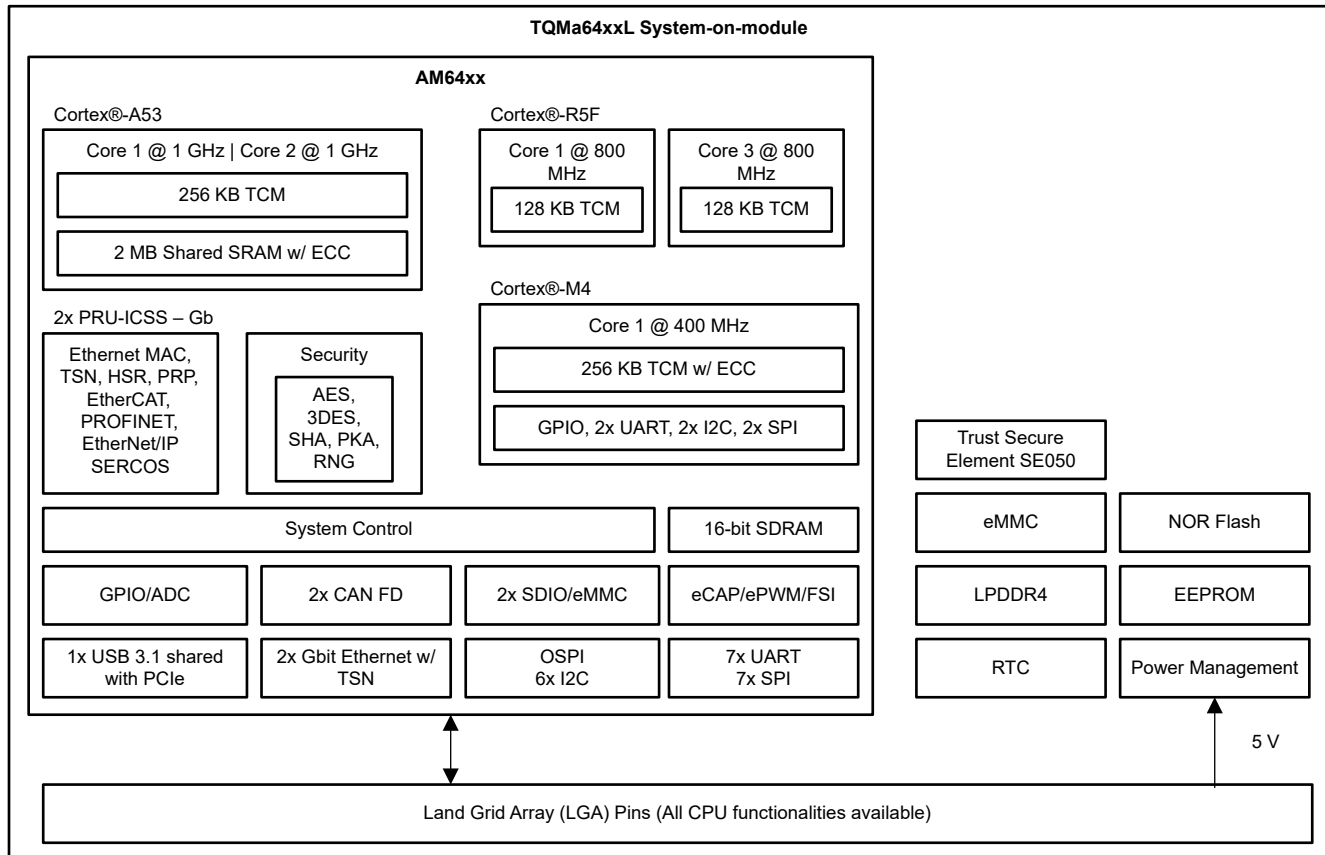 TQMa64xxL System-on-module
AM64xx
Cortex®-A53
Core 1 @ 1 GHz | Core 2 @ 1 GHz
256 KB TCM
2 MB Shared SRAM w/ ECC
Cortex®-R5F
Core 1 @ 800
MHz
128 KB TCM
Core 3 @ 800
MHz
128 KB TCM
Cortex®-M4
Core 1 @ 400 MHz
256 KB TCM w/ ECC
GPIO, 2x UART, 2x I2C, 2x SPI
2x PRU-ICSS – Gb
Ethernet MAC,
TSN, HSR, PRP,
EtherCAT,
PROFINET,
EtherNet/IP
SERCOS
Security
AES,
3DES,
SHA, PKA,
RNG
System Control
16-bit SDRAM
GPIO/ADC
2x CAN FD
2x SDIO/eMMC
eCAP/ePWM/FSI
1x USB 3.1 shared
with PCIe
2x Gbit Ethernet w/
TSN
OSPI
6x I2C
7x UART
7x SPI
Trust Secure
Element SE050
eMMC
NOR Flash
LPDDR4
EEPROM
RTC
Power Management
5 V
Land Grid Array (LGA) Pins (All CPU functionalities available)